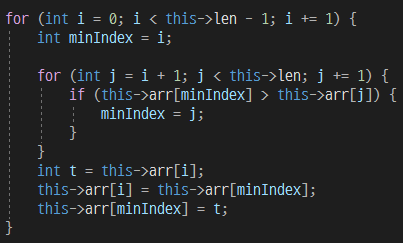 for (int i = 0; i < this->len - 1; i += 1) {
    int minIndex = i;

    for (int j = i + 1; j < this->len; j += 1) {
        if (this->arr[minIndex] > this->arr[j]) {
            minIndex = j;
        }
    }
    int t = this->arr[i];
    this->arr[i] = this->arr[minIndex];
    this->arr[minIndex] = t;
}